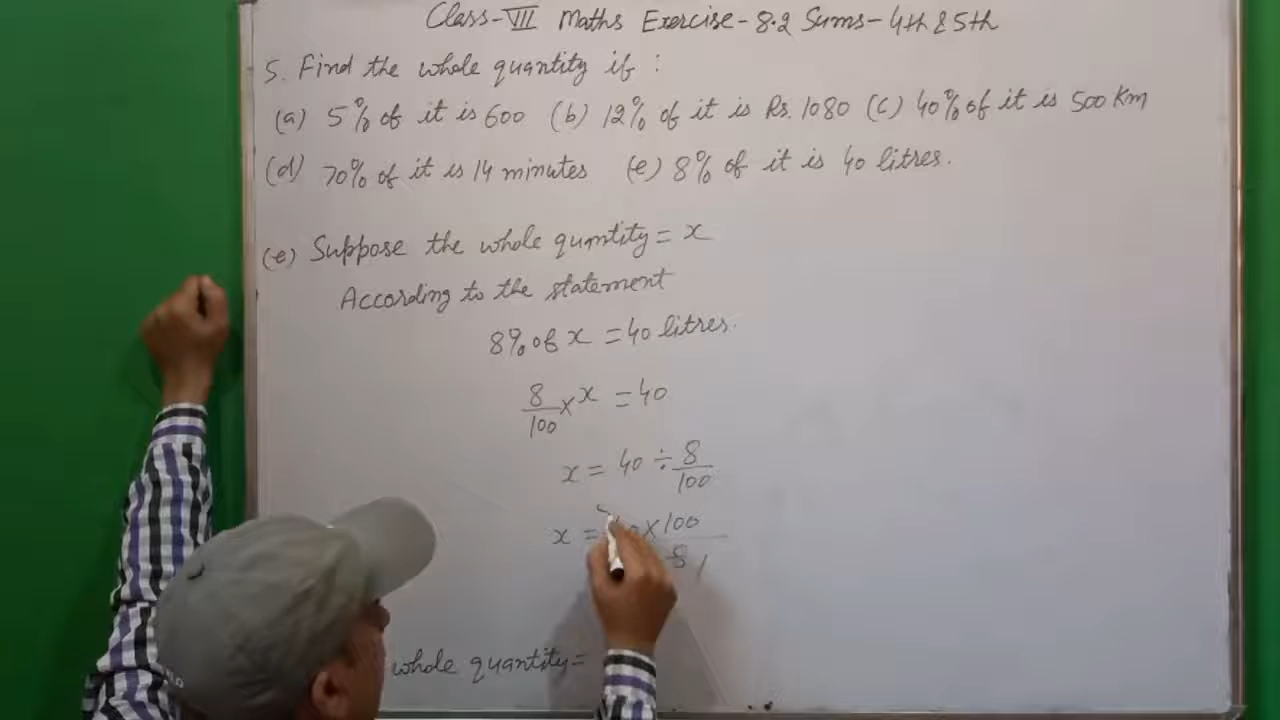 Class-VII Maths Exercise-8.2 Sums-4th & 5th
5. Find the whole quantity if :
(a) 5% of it is 600 (b) 12% of it is Rs. 1080 (c) 40% of it is 500 Km
(d) 70% of it is 14 minutes (e) 8% of it is 40 litres.
(e) Suppose the whole quantity = x
According to the statement
8% of x = 40 litres.
8/100 × x = 40
x = 40 ÷ 8/100
x = 40 × 100 / 8 1
whole quantity =